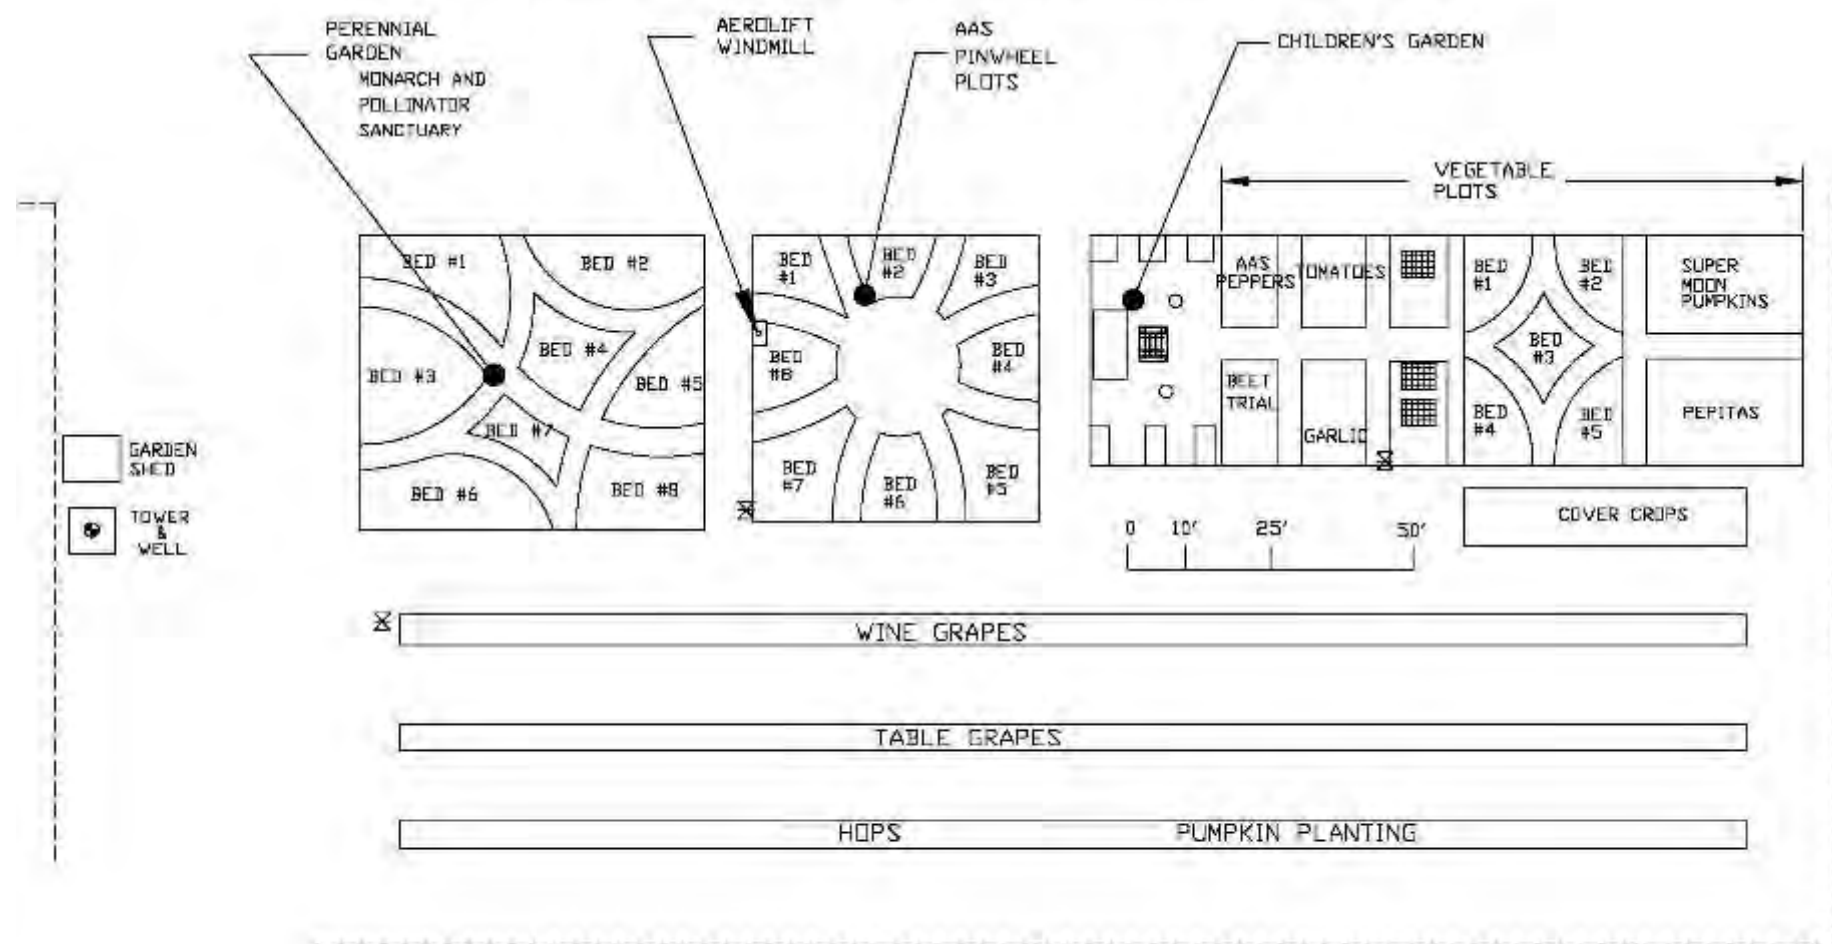 PERENNIAL
GARDEN
MONARCH AND
POLLINATOR
SANCTUARY
AEROLIFT
WINDMILL
AAS
PINWHEEL
PLOTS
CHILDREN'S GARDEN
VEGETABLE
PLOTS
BED #1
BED #2
BED #3
BED #4
BED #5
BED #7
BED #6
BED #8
BED
#1
BED
#2
BED
#3
BED
#8
BED
#4
BED
#7
BED
#6
BED
#5
AAS
PEPPERS
TOMATOES
BEET
TRIAL
GARLIC
BED
#1
BED
#2
BED
#3
BED
#4
BED
#5
SUPER
MOON
PUMPKINS
PEPITAS
GARDEN
SHED
TOWER
&
WELL
0 10' 25' 50'
COVER CROPS
WINE GRAPES
TABLE GRAPES
HOPS PUMPKIN PLANTING